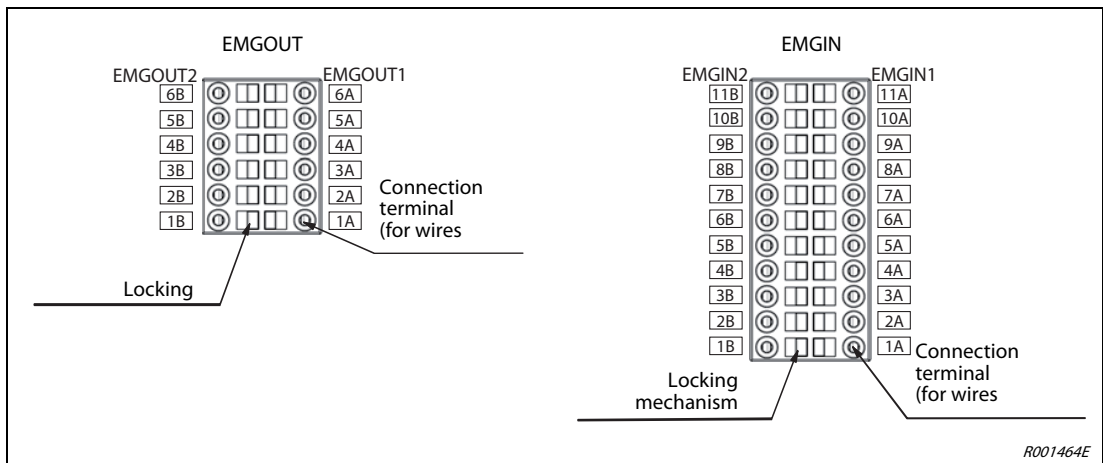 EMGOUT
EMGOUT2 EMGOUT1
6B 6A
5B 5A
4B 4A
3B 3A
2B 2A
1B 1A
Connection
terminal
(for wires
Locking
EMGIN
EMGIN2 EMGIN1
11B 11A
10B 10A
9B 9A
8B 8A
7B 7A
6B 6A
5B 5A
4B 4A
3B 3A
2B 2A
1B 1A
Connection
terminal
(for wires
Locking
mechanism
R001464E